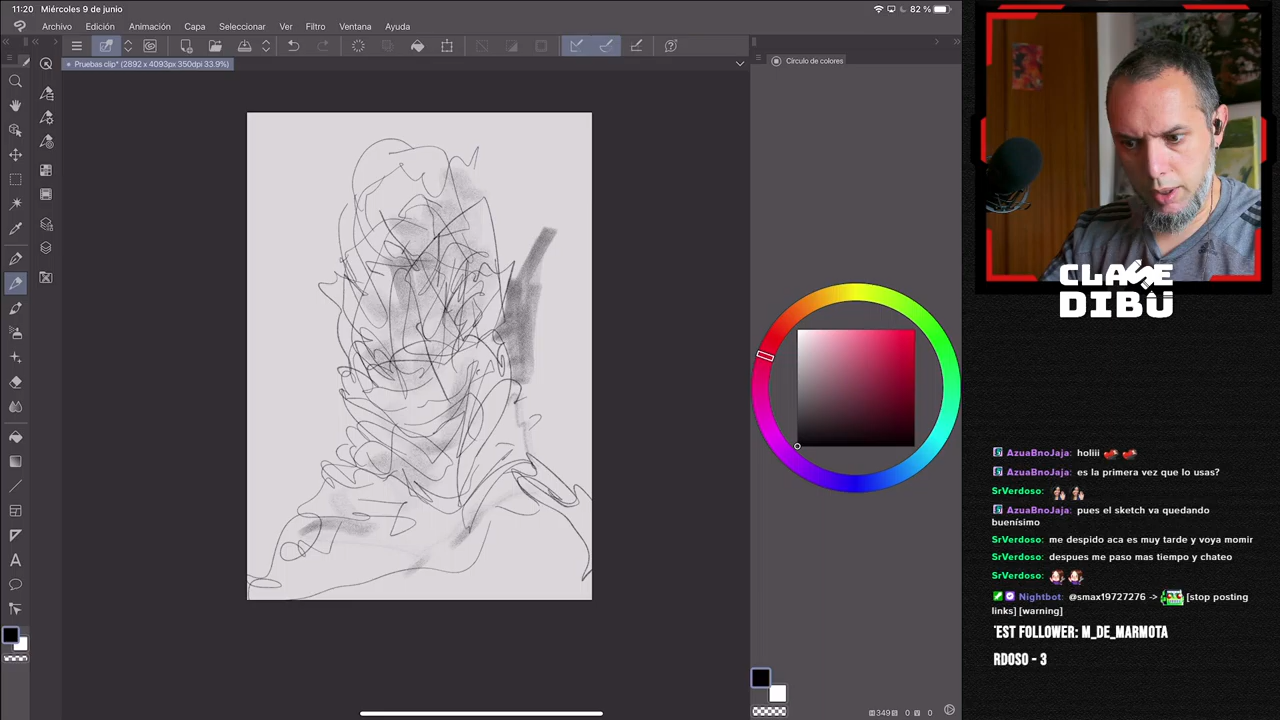 11:20 Miércoles 9 de junio
82 %
Archivo Edición Animación Capa Seleccionar Ver Filtro Ventana Ayuda
Pruebas clip* (2892 x 4093px 350dpi 33.9%)
Círculo de colores
CLASE
DIBU
AzuaBnoJaja: holiii
AzuaBnoJaja: es la primera vez que lo usas?
SrVerdoso:
AzuaBnoJaja: pues el sketch va quedando
buenísimo
SrVerdoso: me despido aca es muy tarde y voya momir
SrVerdoso: despues me paso mas tiempo y chateo
SrVerdoso:
Nightbot: @smax19727276 -> [stop posting
links] [warning]
EST FOLLOWER: M_DE_MARMOTA
RDOSO - 3
349 0 0